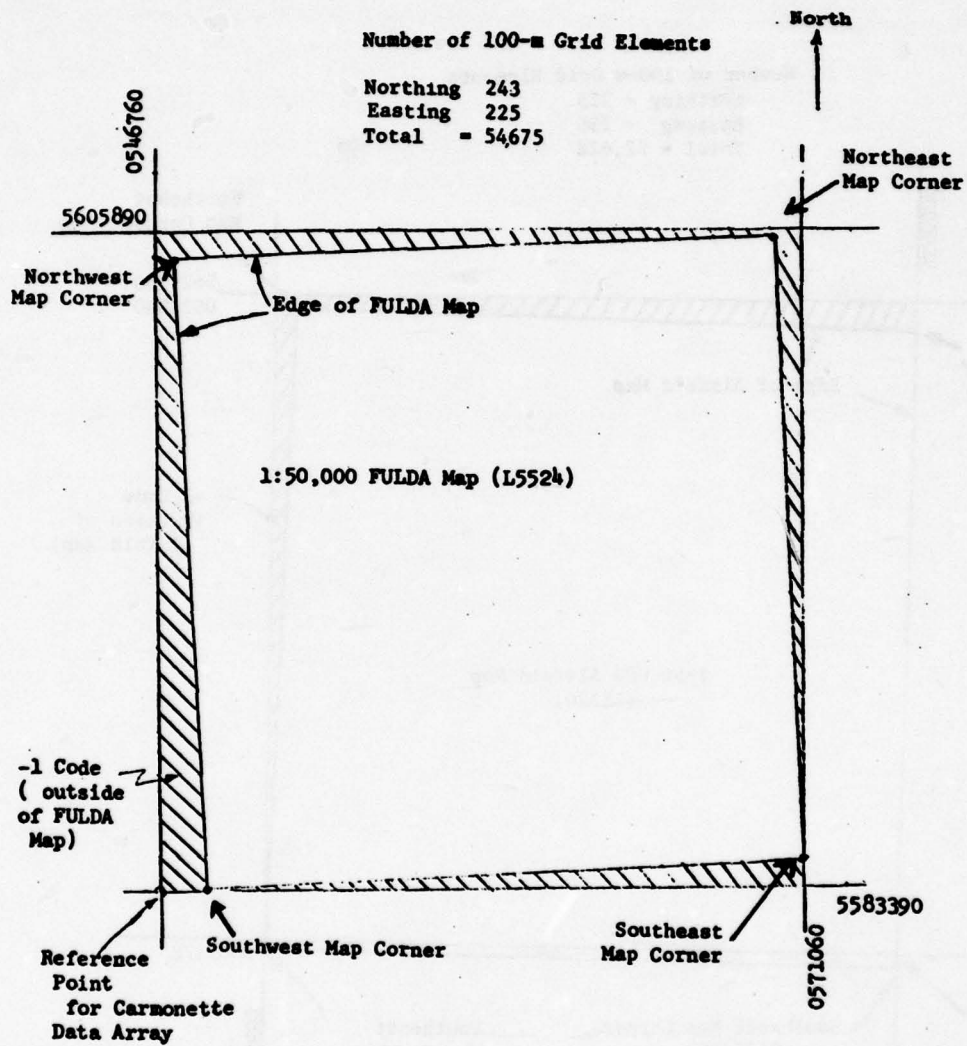 North
Number of 100-m Grid Elements
Northing 243
Easting 225
Total = 54,675
0546760
Northeast
Map Corner
5605890
Northwest
Map Corner
Edge of FULDA Map
1:50,000 FULDA Map (L5524)
-1 Code
( outside
of FULDA
Map)
5583390
Southwest Map Corner
Southeast
Map Corner
0571060
Reference
Point
for Carmonette
Data Array